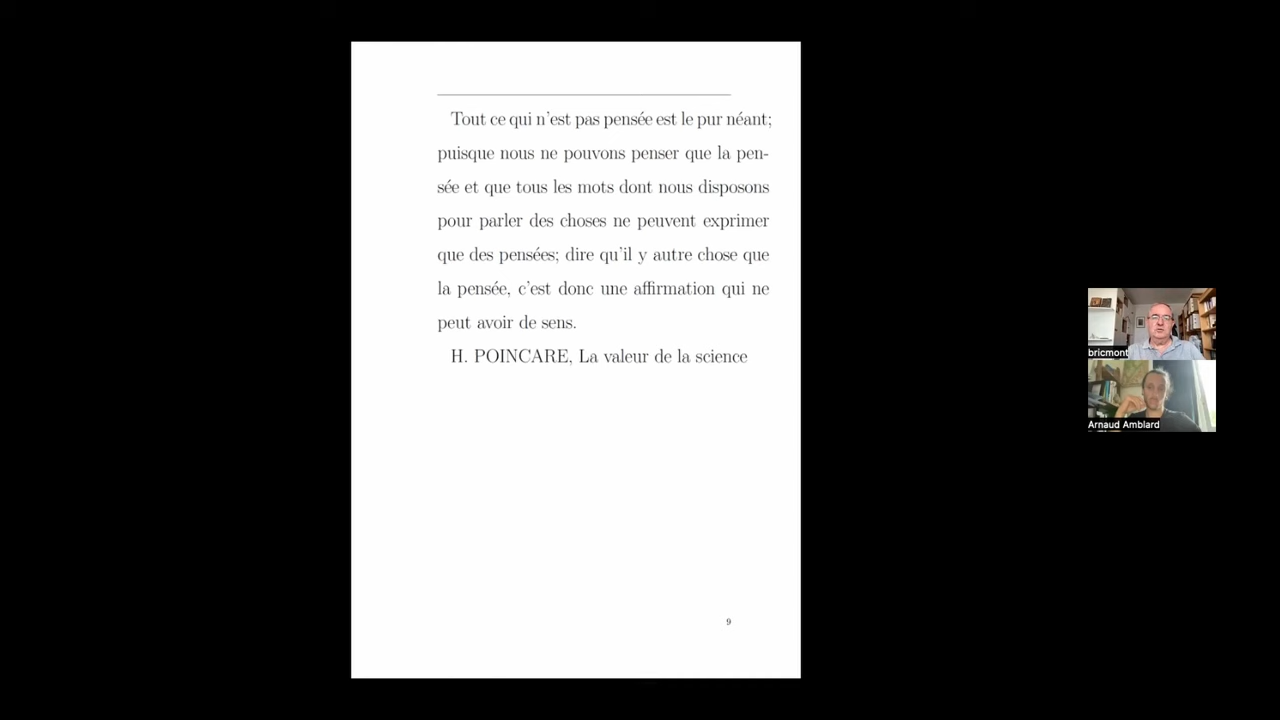 Tout ce qui n'est pas pensée est le pur néant;
puisque nous ne pouvons penser que la pen-
sée et que tous les mots dont nous disposons
pour parler des choses ne peuvent exprimer
que des pensées; dire qu'il y autre chose que
la pensée, c'est donc une affirmation qui ne
peut avoir de sens.
H. POINCARE, La valeur de la science
9
bricmont
Arnaud Amblard